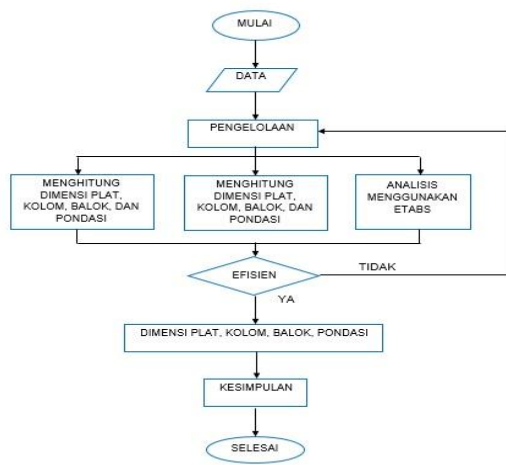 MULAI
DATA
PENGELOLAAN
MENGHITUNG
DIMENSI PLAT,
KOLOM, BALOK, DAN
PONDASI
MENGHITUNG
DIMENSI PLAT,
KOLOM, BALOK, DAN
PONDASI
ANALISIS
MENGGUNAKAN
ETABS
EFISIEN
TIDAK
YA
DIMENSI PLAT, KOLOM, BALOK, PONDASI
KESIMPULAN
SELESAI